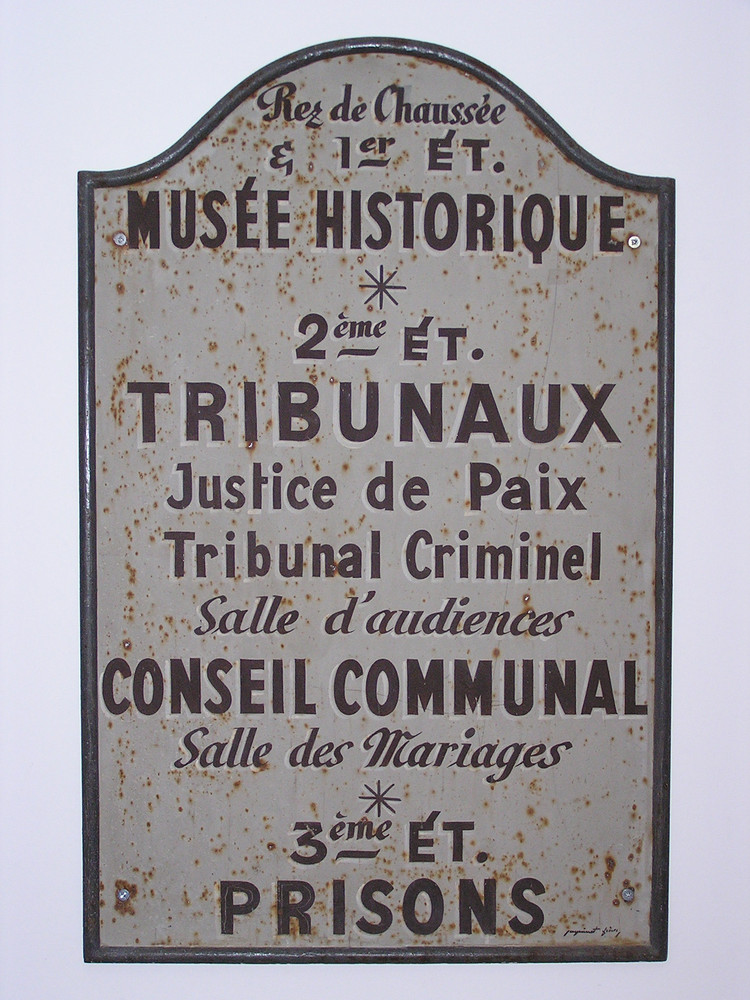 Rez de Chaussée
& 1er ÉT.
MUSÉE HISTORIQUE
2ème ÉT.
TRIBUNAUX
Justice de Paix
Tribunal Criminel
Salle d'audiences
CONSEIL COMMUNAL
Salle des Mariages
3ème ÉT.
PRISONS